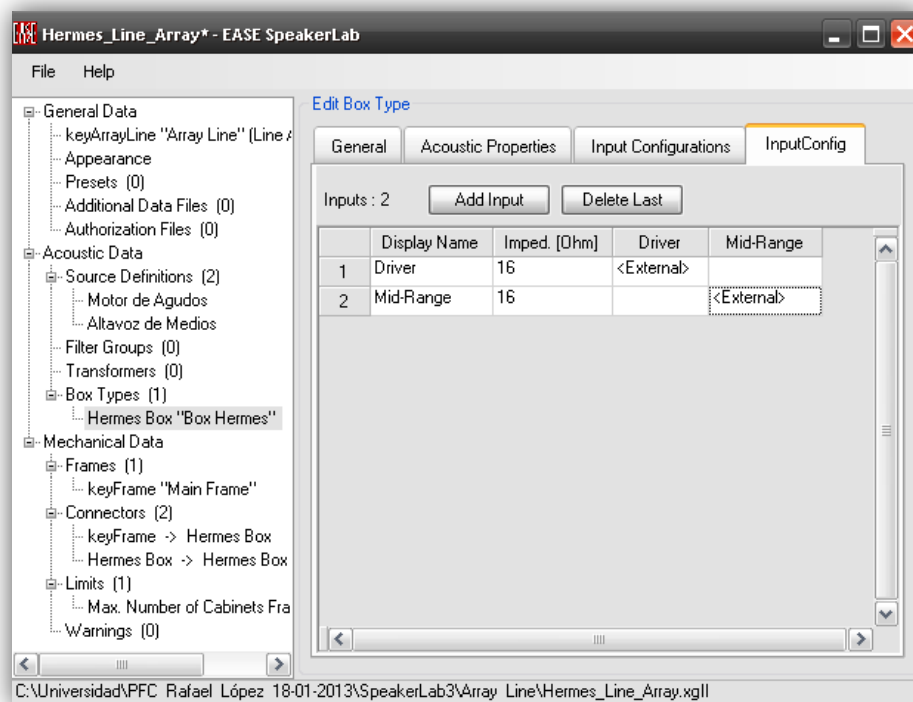 Hermes_Line_Array* - EASE SpeakerLab
File Help
General Data
keyArrayLine "Array Line" (Line
Appearance
Presets (0)
Additional Data Files (0)
Authorization Files (0)
Acoustic Data
Source Definitions (2)
Motor de Agudos
Altavoz de Medios
Filter Groups (0)
Transformers (0)
Box Types (1)
Hermes Box "Box Hermes"
Mechanical Data
Frames (1)
keyFrame "Main Frame"
Connectors (2)
keyFrame -> Hermes Box
Hermes Box -> Hermes Box
Limits (1)
Max. Number of Cabinets Fra
Warnings (0)
Edit Box Type
General Acoustic Properties Input Configurations InputConfig
Inputs : 2 Add Input Delete Last
Display Name Imped. [Ohm] Driver Mid-Range
1 Driver 16 <External>
2 Mid-Range 16 <External>
C:\Universidad\PFC Rafael López 18-01-2013\SpeakerLab3\Array Line\Hermes_Line_Array.xgll